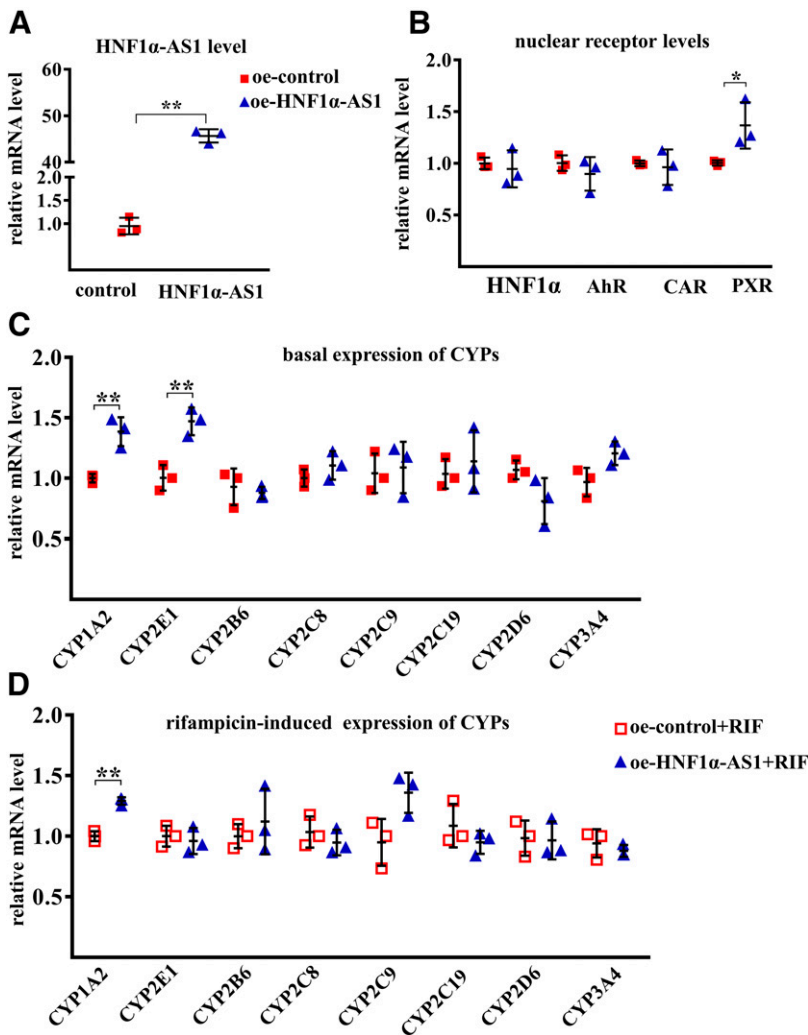 A
HNF1α-AS1 level
relative mRNA level
60
50
40
2.0
1.5
1.0
**
control
HNF1α-AS1
oe-control
oe-HNF1α-AS1
B
nuclear receptor levels
relative mRNA level
2.0
1.5
1.0
0.5
*
HNF1α
AhR
CAR
PXR
C
basal expression of CYPs
relative mRNA level
2.0
1.5
1.0
0.5
**
**
CYP1A2
CYP2E1
CYP2B6
CYP2C8
CYP2C9
CYP2C19
CYP2D6
CYP3A4
D
rifampicin-induced expression of CYPs
relative mRNA level
2.0
1.5
1.0
0.5
**
oe-control+RIF
oe-HNF1α-AS1+RIF
CYP1A2
CYP2E1
CYP2B6
CYP2C8
CYP2C9
CYP2C19
CYP2D6
CYP3A4